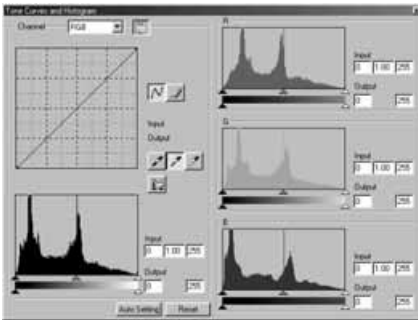 Tone Curves and Histogram
Channel RGB
Input
Output
Input
0 1.00 255
Output
0 255
Auto Setting Reset
R
Input
0 1.00 255
Output
0 255
G
Input
0 1.00 255
Output
0 255
B
Input
0 1.00 255
Output
0 255